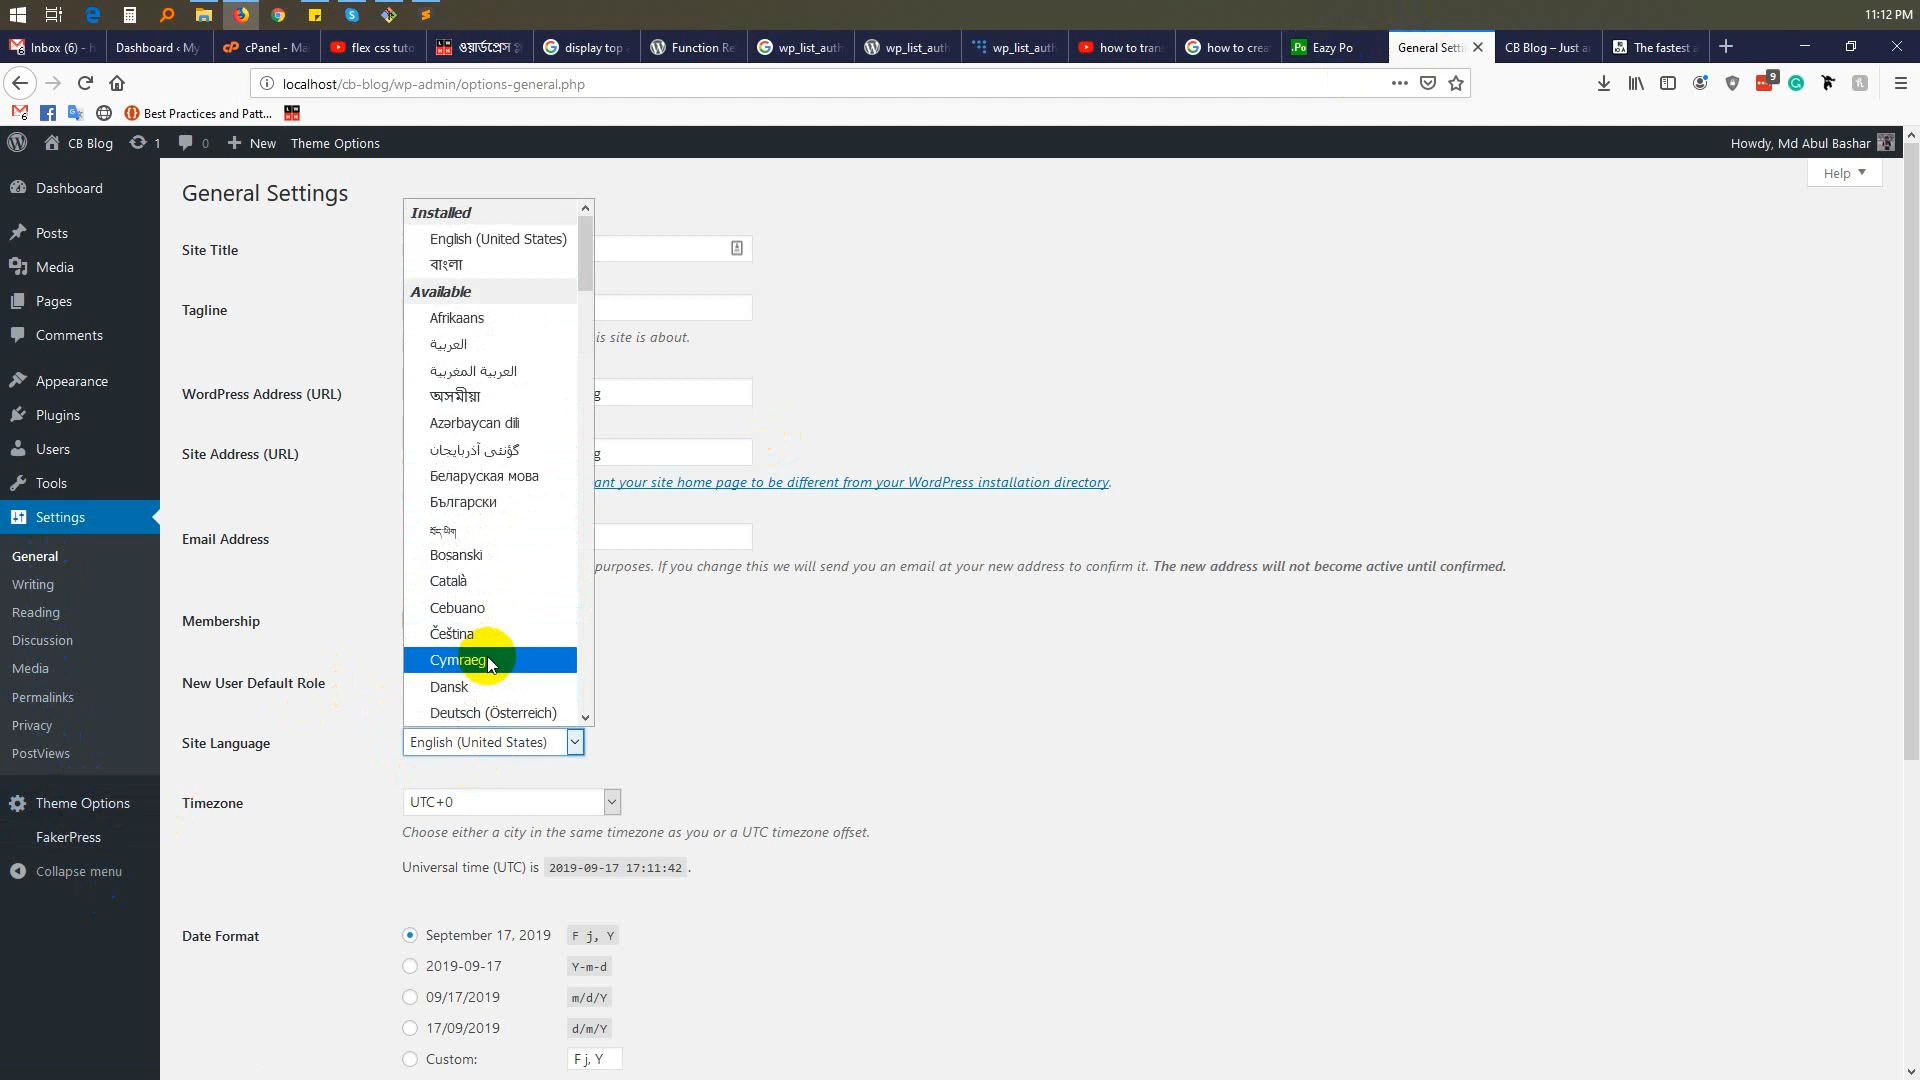 11:12 PM
Inbox (6) - h
Dashboard ‹ My
cPanel - Ma
flex css tuto
ওয়ার্ডপ্রেস
display top
Function Re
wp_list_auth
wp_list_auth
wp_list_auth
how to tran
how to crea
Eazy Po
General Setti
CB Blog – Just an
The fastest a
localhost/cb-blog/wp-admin/options-general.php
9
Best Practices and Patt...
CB Blog
1
0
New
Theme Options
Howdy, Md Abul Bashar
Help
Dashboard
Posts
Media
Pages
Comments
Appearance
Plugins
Users
Tools
Settings
General
Writing
Reading
Discussion
Media
Permalinks
Privacy
PostViews
Theme Options
FakerPress
Collapse menu
General Settings
Site Title
Tagline
is site is about.
WordPress Address (URL)
g
Site Address (URL)
g
ant your site home page to be different from your WordPress installation directory.
Email Address
purposes. If you change this we will send you an email at your new address to confirm it. The new address will not become active until confirmed.
Membership
New User Default Role
Installed
English (United States)
বাংলা
Available
Afrikaans
العربية
العربية المغربية
অসমীয়া
Azərbaycan dili
گؤنئی آذربایجان
Беларуская мова
Български
བོད་ཡིག
Bosanski
Català
Cebuano
Čeština
Cymraeg
Dansk
Deutsch (Österreich)
Site Language
English (United States)
Timezone
UTC+0
Choose either a city in the same timezone as you or a UTC timezone offset.
Universal time (UTC) is 2019-09-17 17:11:42 .
Date Format
September 17, 2019 F j, Y
2019-09-17 Y-m-d
09/17/2019 m/d/Y
17/09/2019 d/m/Y
Custom: F j, Y